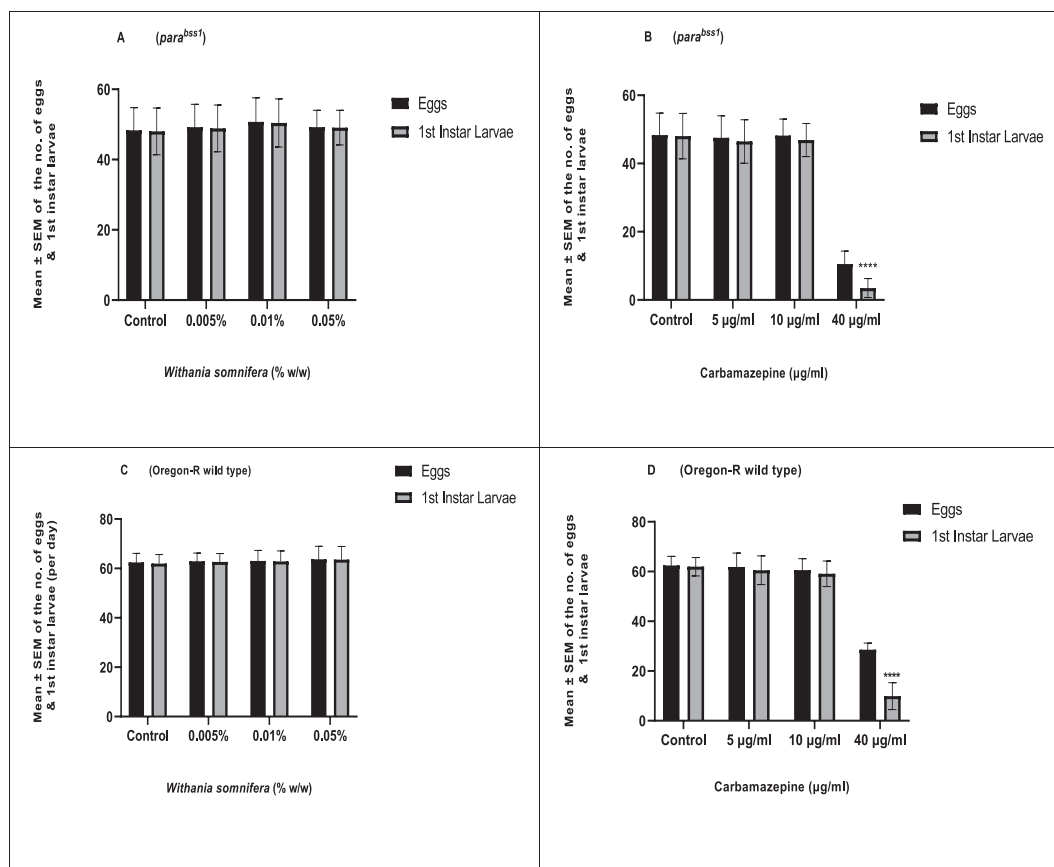 A (para^bss1)
Mean ± SEM of the no. of eggs
& 1st instar larvae
60
40
20
0
Eggs
1st Instar Larvae
Control 0.005% 0.01% 0.05%
Withania somnifera (% w/w)
B (para^bss1)
Mean ± SEM of the no. of eggs
& 1st instar larvae
60
40
20
0
Eggs
1st Instar Larvae
****
Control 5 µg/ml 10 µg/ml 40 µg/ml
Carbamazepine (µg/ml)
C (Oregon-R wild type)
Mean ± SEM of the no. of eggs
& 1st instar larvae (per day)
80
60
40
20
0
Eggs
1st Instar Larvae
Control 0.005% 0.01% 0.05%
Withania somnifera (% w/w)
D (Oregon-R wild type)
Mean ± SEM of the no. of eggs
& 1st instar larvae
80
60
40
20
0
Eggs
1st Instar Larvae
****
Control 5 µg/ml 10 µg/ml 40 µg/ml
Carbamazepine (µg/ml)